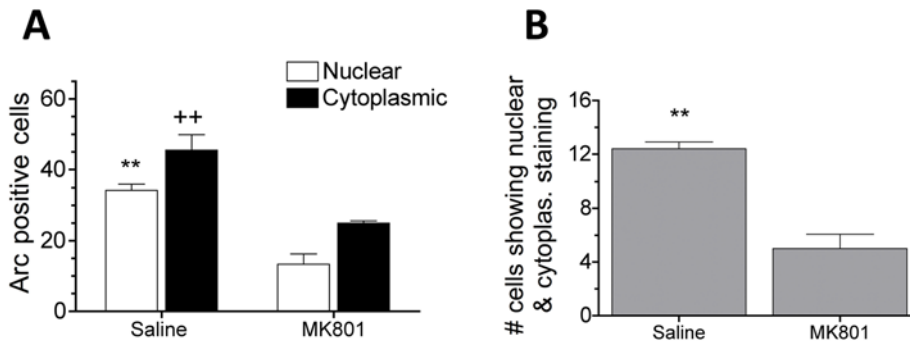 A
B
Nuclear
Cytoplasmic
Arc positive cells
60
40
20
0
**
++
Saline
MK801
# cells showing nuclear
& cytoplas. staining
16
12
8
4
0
**
Saline
MK801